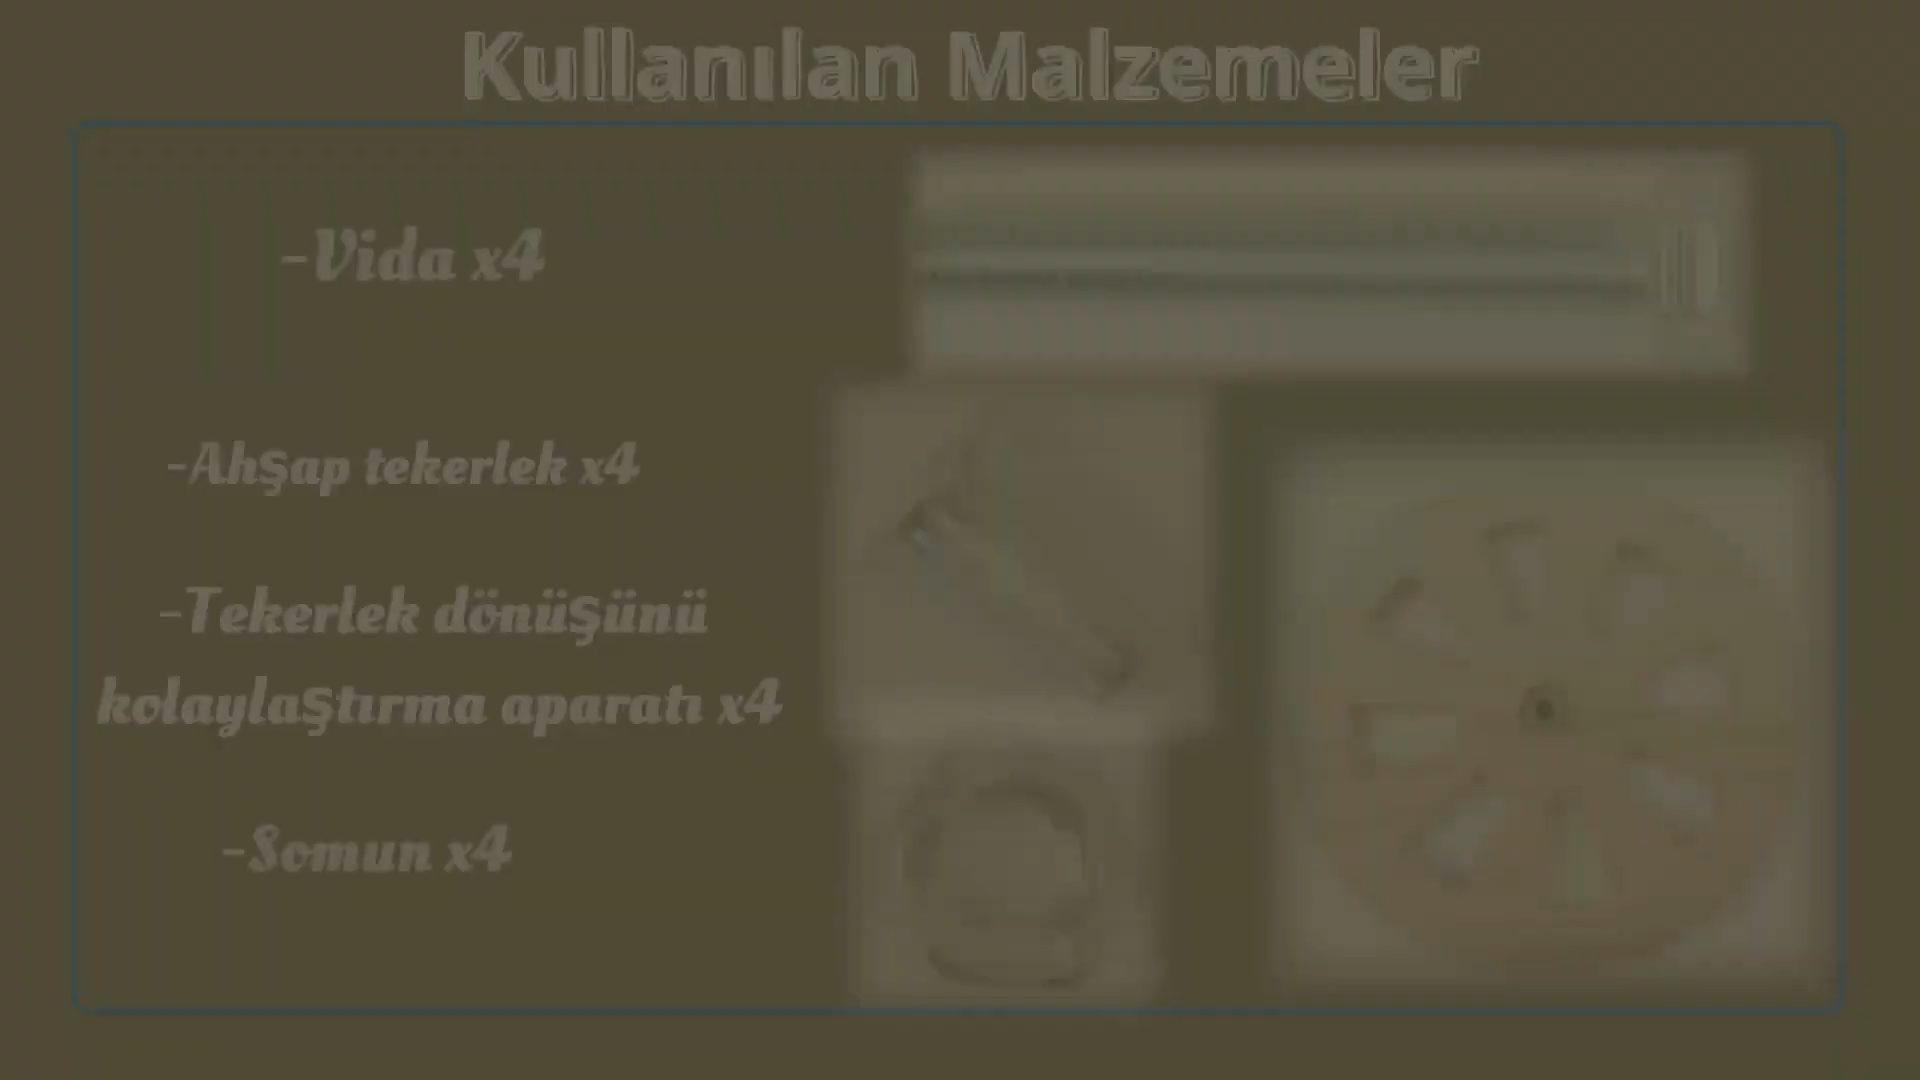 Kullanılan Malzemeler
-Vida x4
-Ahşap tekerlek x4
-Tekerlek dönüşünü
kolaylaştırma aparatı x4
-Somun x4